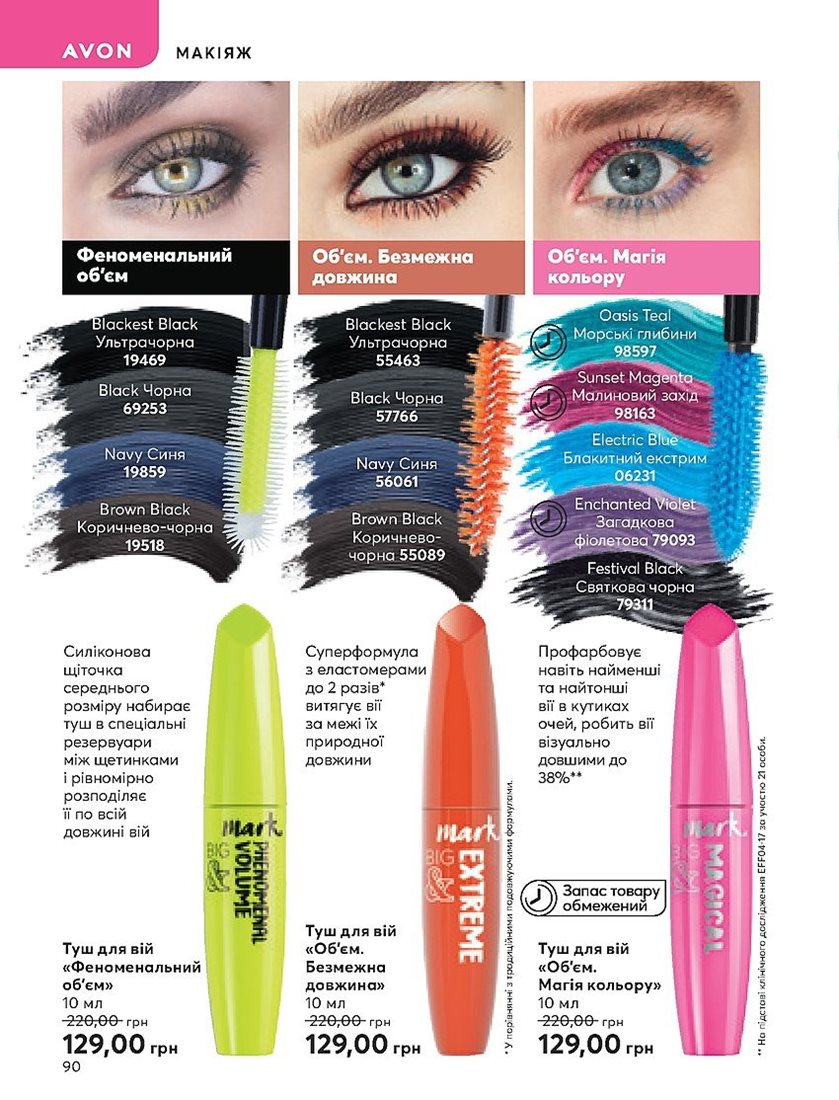 AVON
МАКІЯЖ
Феноменальний
об'єм
Об'єм. Безмежна
довжина
Об'єм. Магія
кольору
Blackest Black
Ультрачорна
19469
Black Чорна
69253
Navy Синя
19859
Brown Black
Коричнево-чорна
19518
Blackest Black
Ультрачорна
55463
Black Чорна
57766
Navy Синя
56061
Brown Black
Коричнево-
чорна 55089
Oasis Teal
Морські глибини
98597
Sunset Magenta
Малиновий захід
98163
Electric Blue
Блакитний екстрим
06231
Enchanted Violet
Загадкова
фіолетова 79093
Festival Black
Святкова чорна
79311
Силіконова
щіточка
середнього
розміру набирає
туш в спеціальні
резервуари
між щетинками
і рівномірно
розподіляє
її по всій
довжині вій
mark.
BIG &
PHENOMENAL
VOLUME
Туш для вій
«Феноменальний
об'єм»
10 мл
220,00 грн
129,00 грн
Суперформула
з еластомерами
до 2 разів*
витягує вії
за межі їх
природної
довжини
mark.
BIG &
EXTREME
Туш для вій
«Об'єм.
Безмежна
довжина»
10 мл
220,00 грн
129,00 грн
* У порівнянні з традиційними подовжуючими формулами.
Профарбовує
навіть найменші
та найтонші
вії в кутиках
очей, робить вії
візуально
довшими до
38%**
mark.
BIG &
MAGICAL
Запас товару
обмежений
Туш для вій
«Об'єм.
Магія кольору»
10 мл
220,00 грн
129,00 грн
** На підставі клінічного дослідження EFF04-17 за участю 21 особи.
90